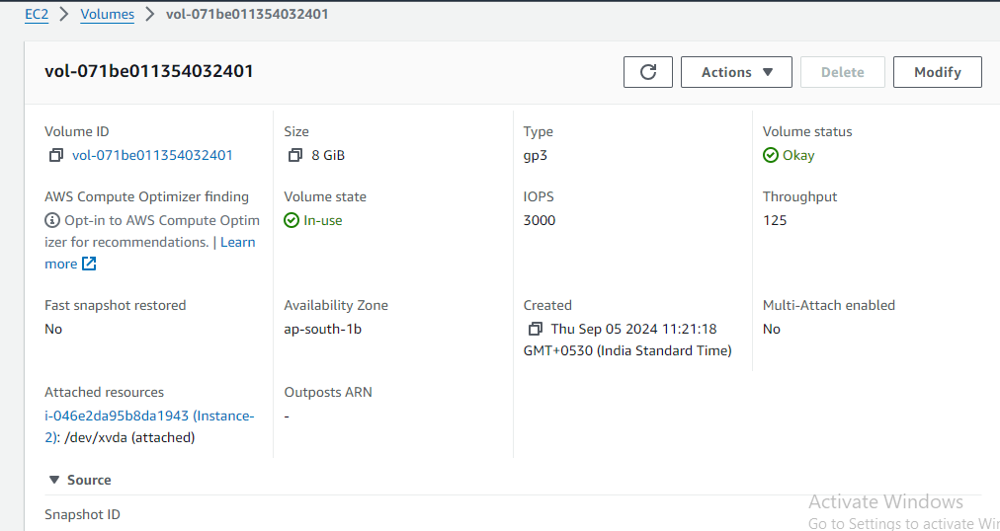 EC2 > Volumes > vol-071be011354032401
vol-071be011354032401
Actions
Delete
Modify
Volume ID
vol-071be011354032401
Size
8 GiB
Type
gp3
Volume status
Okay
AWS Compute Optimizer finding
Opt-in to AWS Compute Optim
izer for recommendations. | Learn
more
Volume state
In-use
IOPS
3000
Throughput
125
Fast snapshot restored
No
Availability Zone
ap-south-1b
Created
Thu Sep 05 2024 11:21:18
GMT+0530 (India Standard Time)
Multi-Attach enabled
No
Attached resources
i-046e2da95b8da1943 (Instance-
2): /dev/xvda (attached)
Outposts ARN
-
Source
Snapshot ID
Activate Windows
Go to Settings to activate Wi